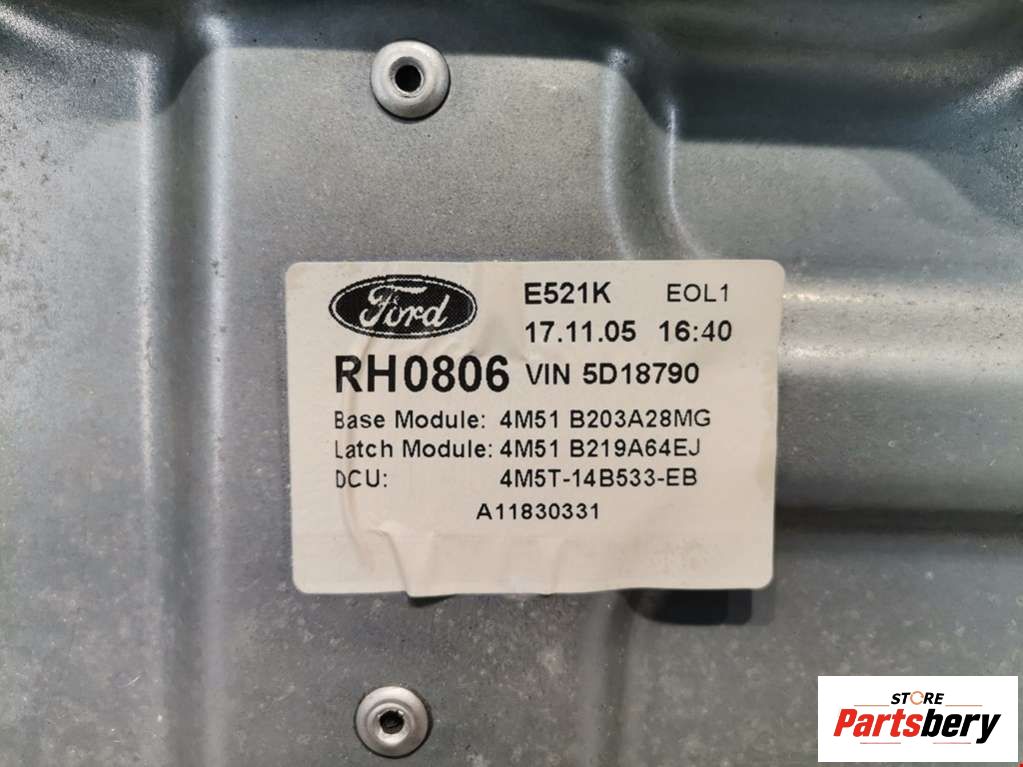 Ford
E521K EOL1
17.11.05 16:40
RH0806 VIN 5D18790
Base Module: 4M51 B203A28MG
Latch Module: 4M51 B219A64EJ
DCU: 4M5T-14B533-EB
A11830331
STORE
Partsbery